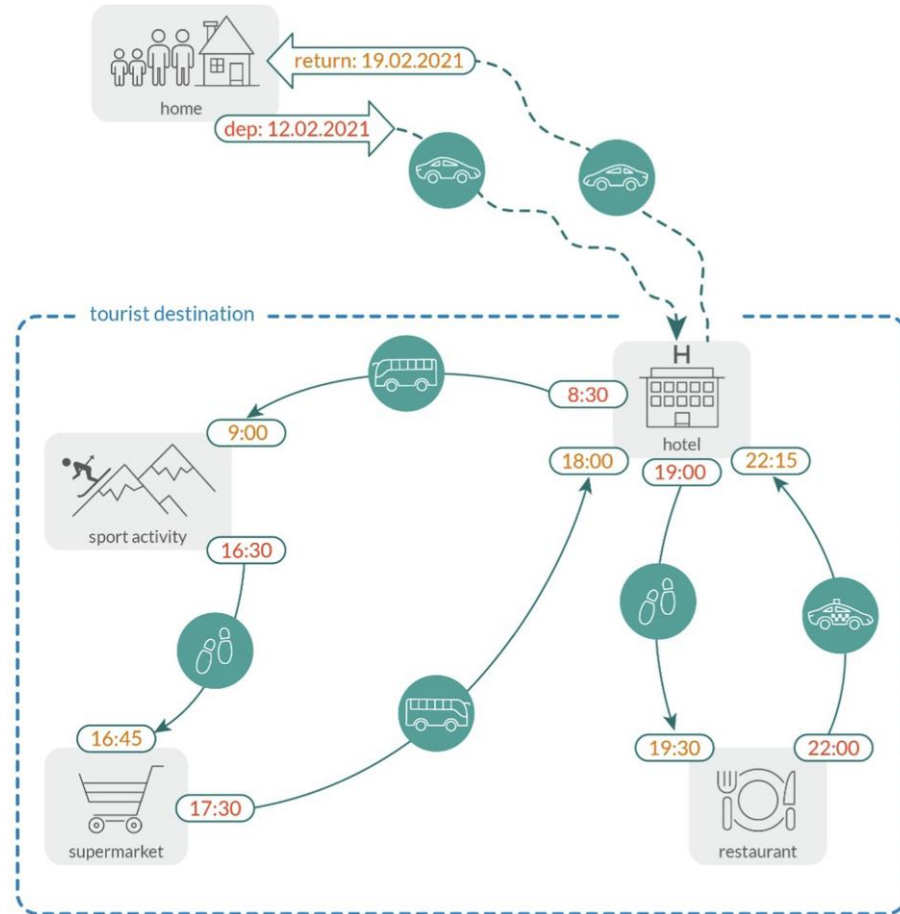 return: 19.02.2021
home
dep: 12.02.2021
tourist destination
H
8:30
hotel
9:00
18:00
19:00
22:15
sport activity
16:30
16:45
19:30
22:00
17:30
supermarket
restaurant